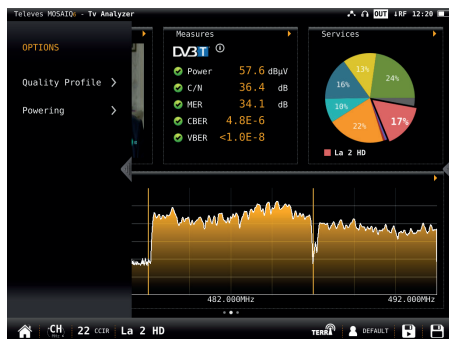 Televes MOSAIQ6 - Tv Analyzer
OUT ↓RF 12:20
OPTIONS
Quality Profile >
Powering >
Measures
DVB T
Power 57.6 dBµV
C/N 36.4 dB
MER 34.1 dB
CBER 4.8E-6
VBER <1.0E-8
Services
13%
24%
16%
10%
17%
22%
La 2 HD
482.000MHz
492.000MHz
CH
22 CCIR
La 2 HD
TERR
DEFAULT